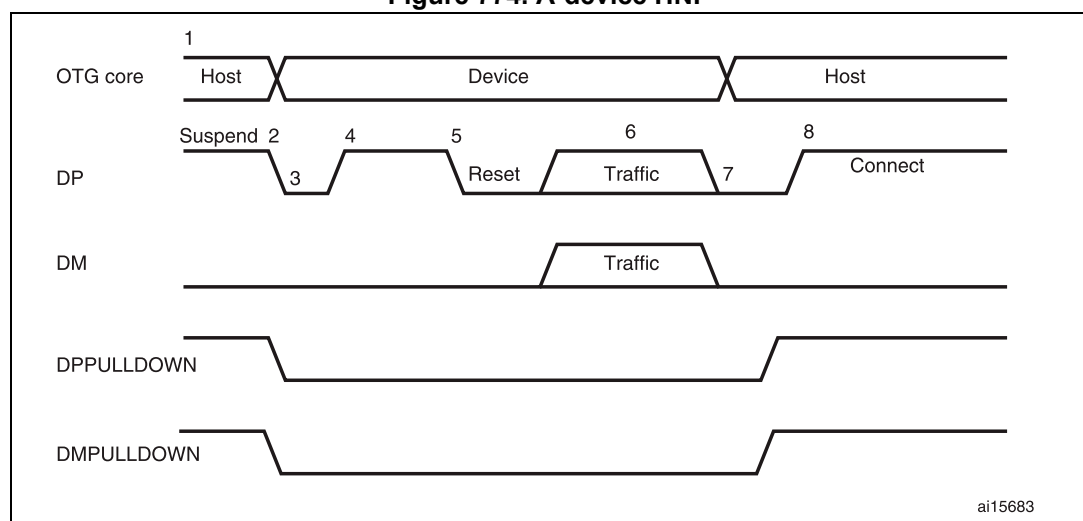 Figure 774. A-device HNP
1
OTG core Host Device Host
Suspend 2 4 5 6 8
DP 3 Reset Traffic 7 Connect
DM Traffic
DPPULLDOWN
DMPULLDOWN
ai15683